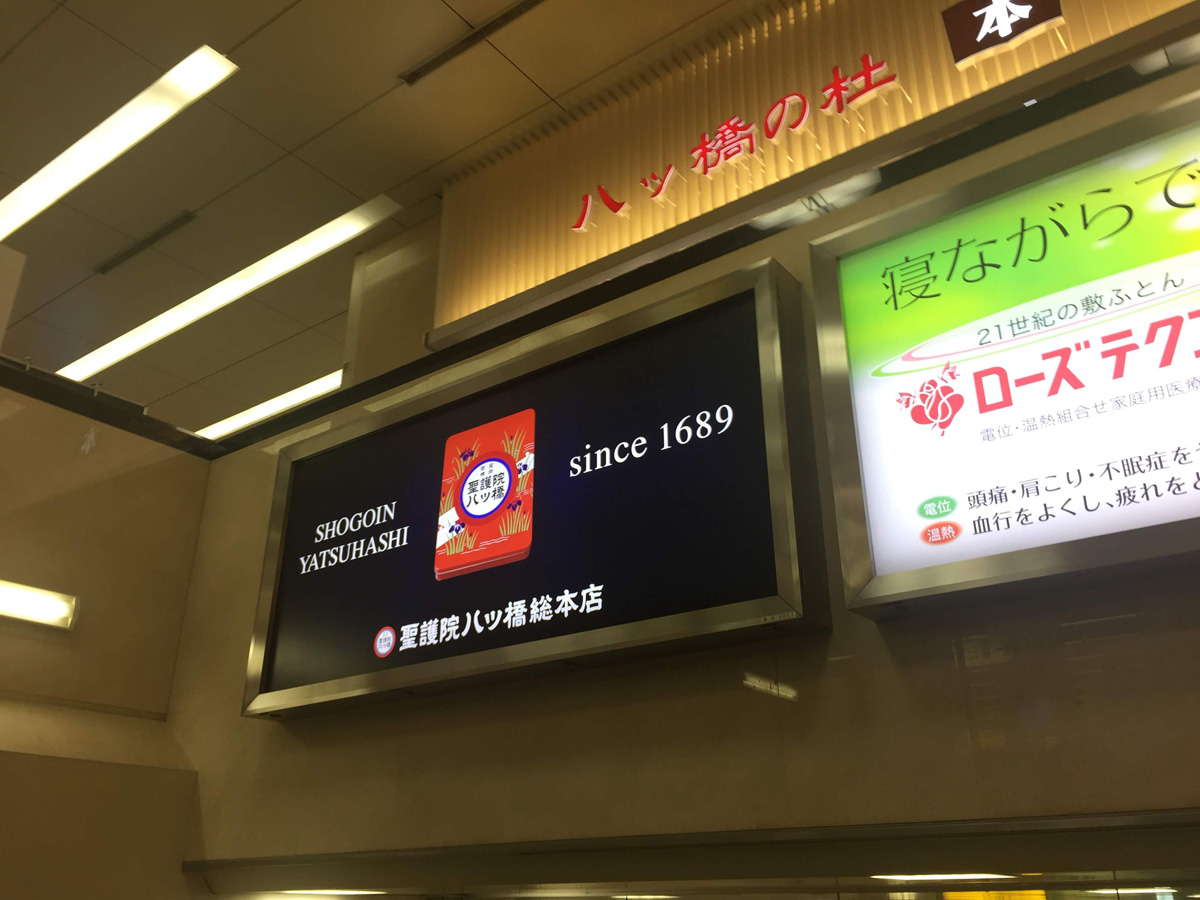 八ッ橋の杜
本
SHOGOIN
YATSUHASHI
聖護院
八ッ橋
since 1689
聖護院八ッ橋総本店
寝ながらで
21世紀の敷ふとん
ローズテク
電位・温熱組合せ家庭用医療
電位
頭痛・肩こり・不眠症を
温熱
血行をよくし、疲れをと